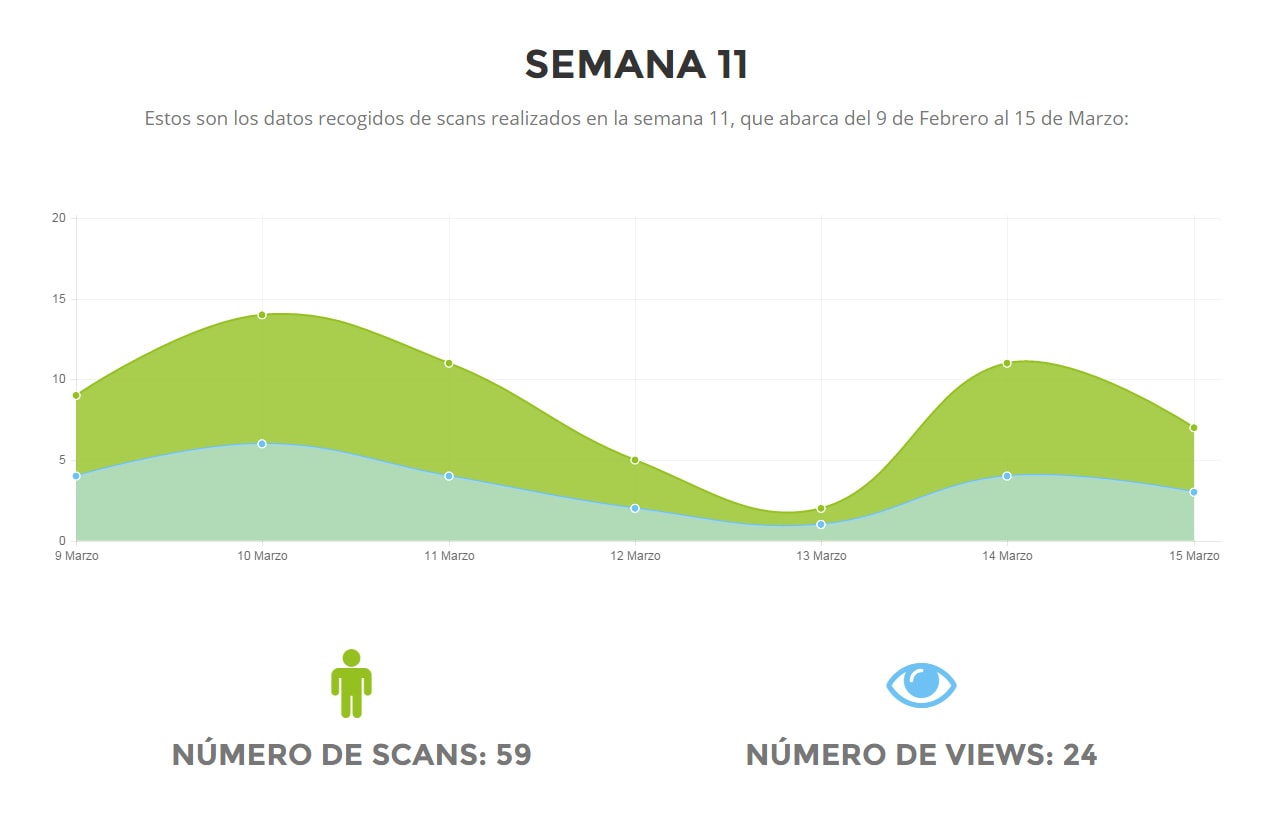 SEMANA 11
Estos son los datos recogidos de scans realizados en la semana 11, que abarca del 9 de Febrero al 15 de Marzo:
20
15
10
5
0
9 Marzo 10 Marzo 11 Marzo 12 Marzo 13 Marzo 14 Marzo 15 Marzo
NÚMERO DE SCANS: 59 NÚMERO DE VIEWS: 24